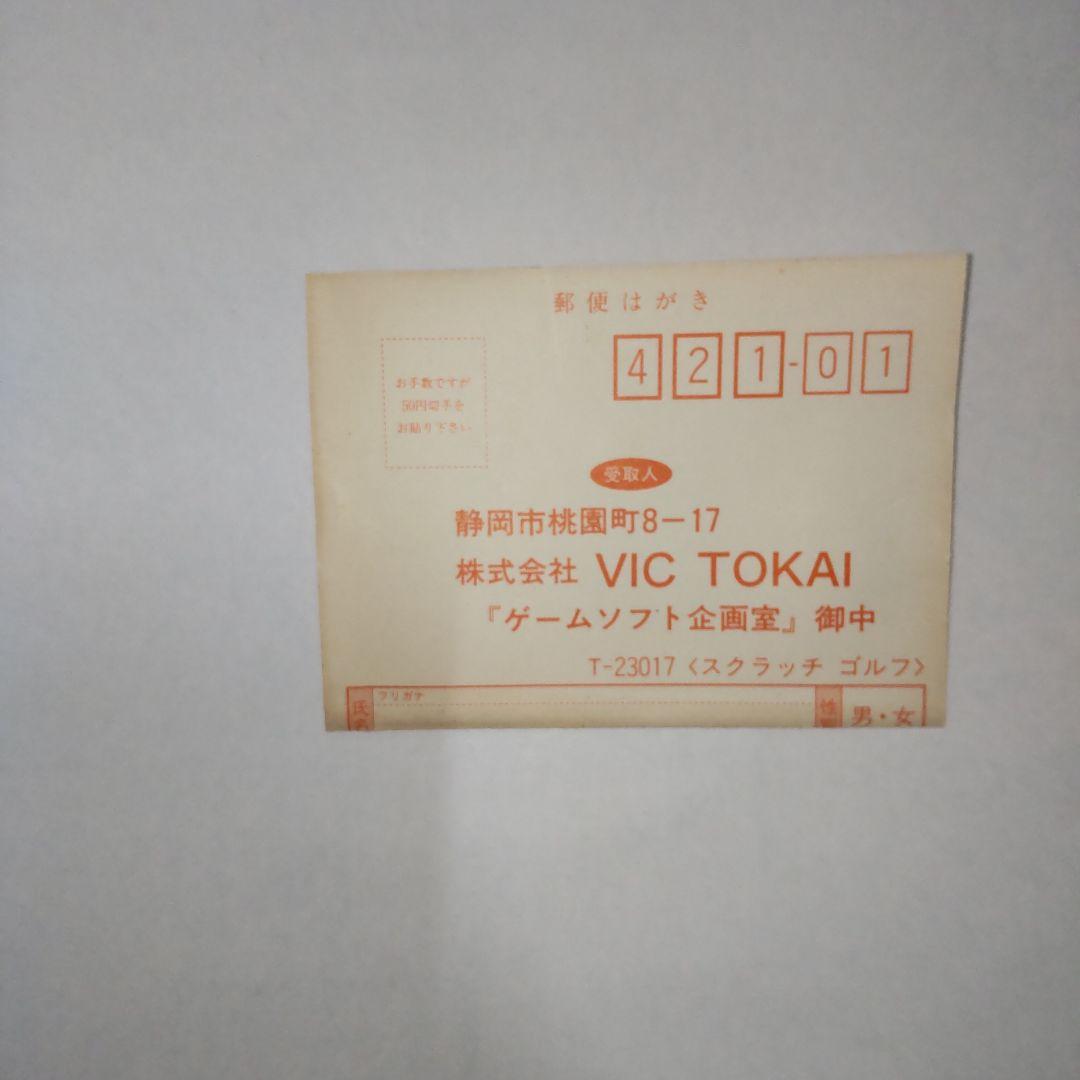 郵便はがき
お手数ですが
50円切手を
お貼り下さい
421-01
受取人
静岡市桃園町8-17
株式会社 VIC TOKAI
『ゲームソフト企画室』御中
T-23017〈スクラッチ ゴルフ〉
フリガナ
氏名
性
男・女